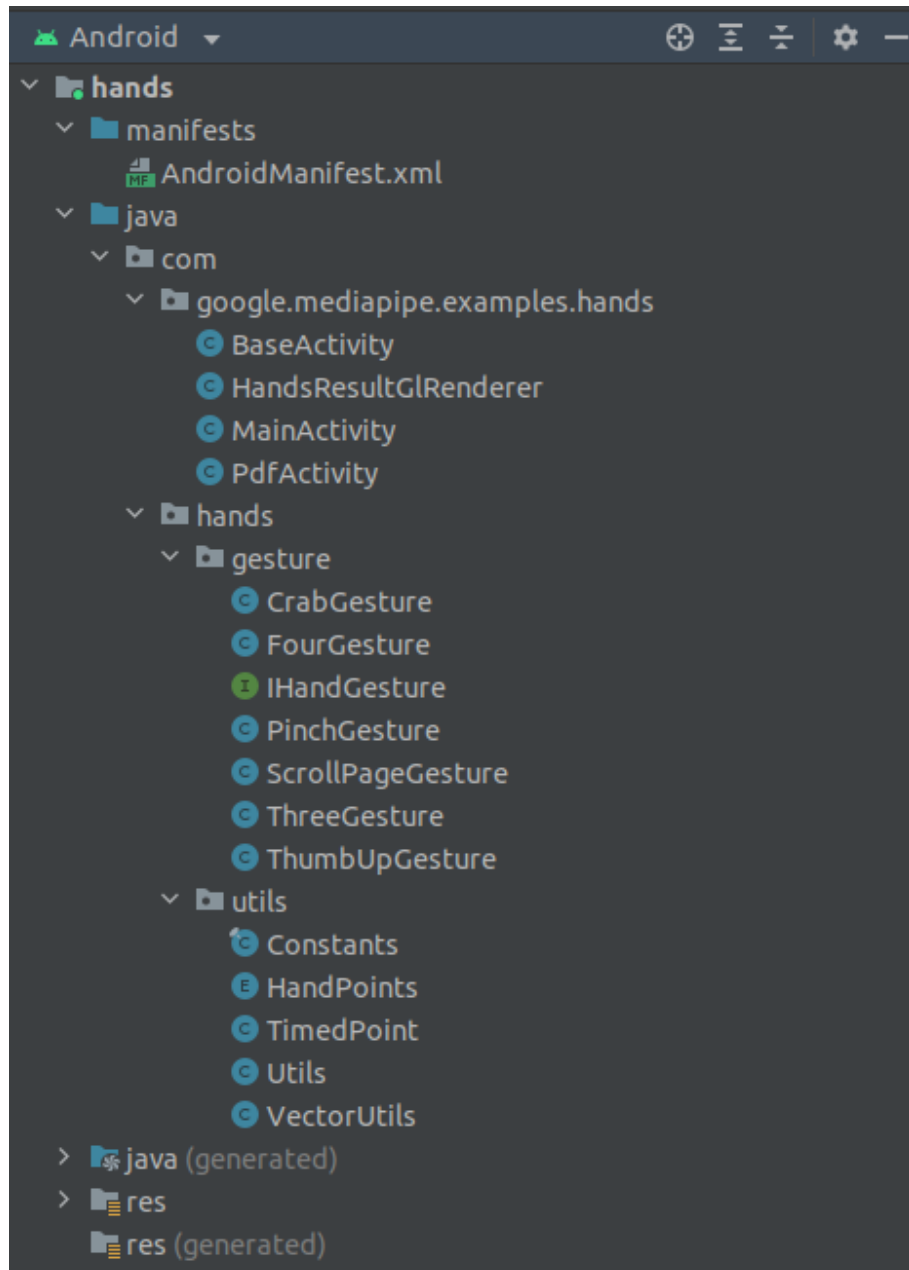 Android
hands
manifests
MF AndroidManifest.xml
java
com
google.mediapipe.examples.hands
C BaseActivity
C HandsResultGlRenderer
C MainActivity
C PdfActivity
hands
gesture
C CrabGesture
C FourGesture
I IHandGesture
C PinchGesture
C ScrollPageGesture
C ThreeGesture
C ThumbUpGesture
utils
C Constants
E HandPoints
C TimedPoint
C Utils
C VectorUtils
java (generated)
res
res (generated)